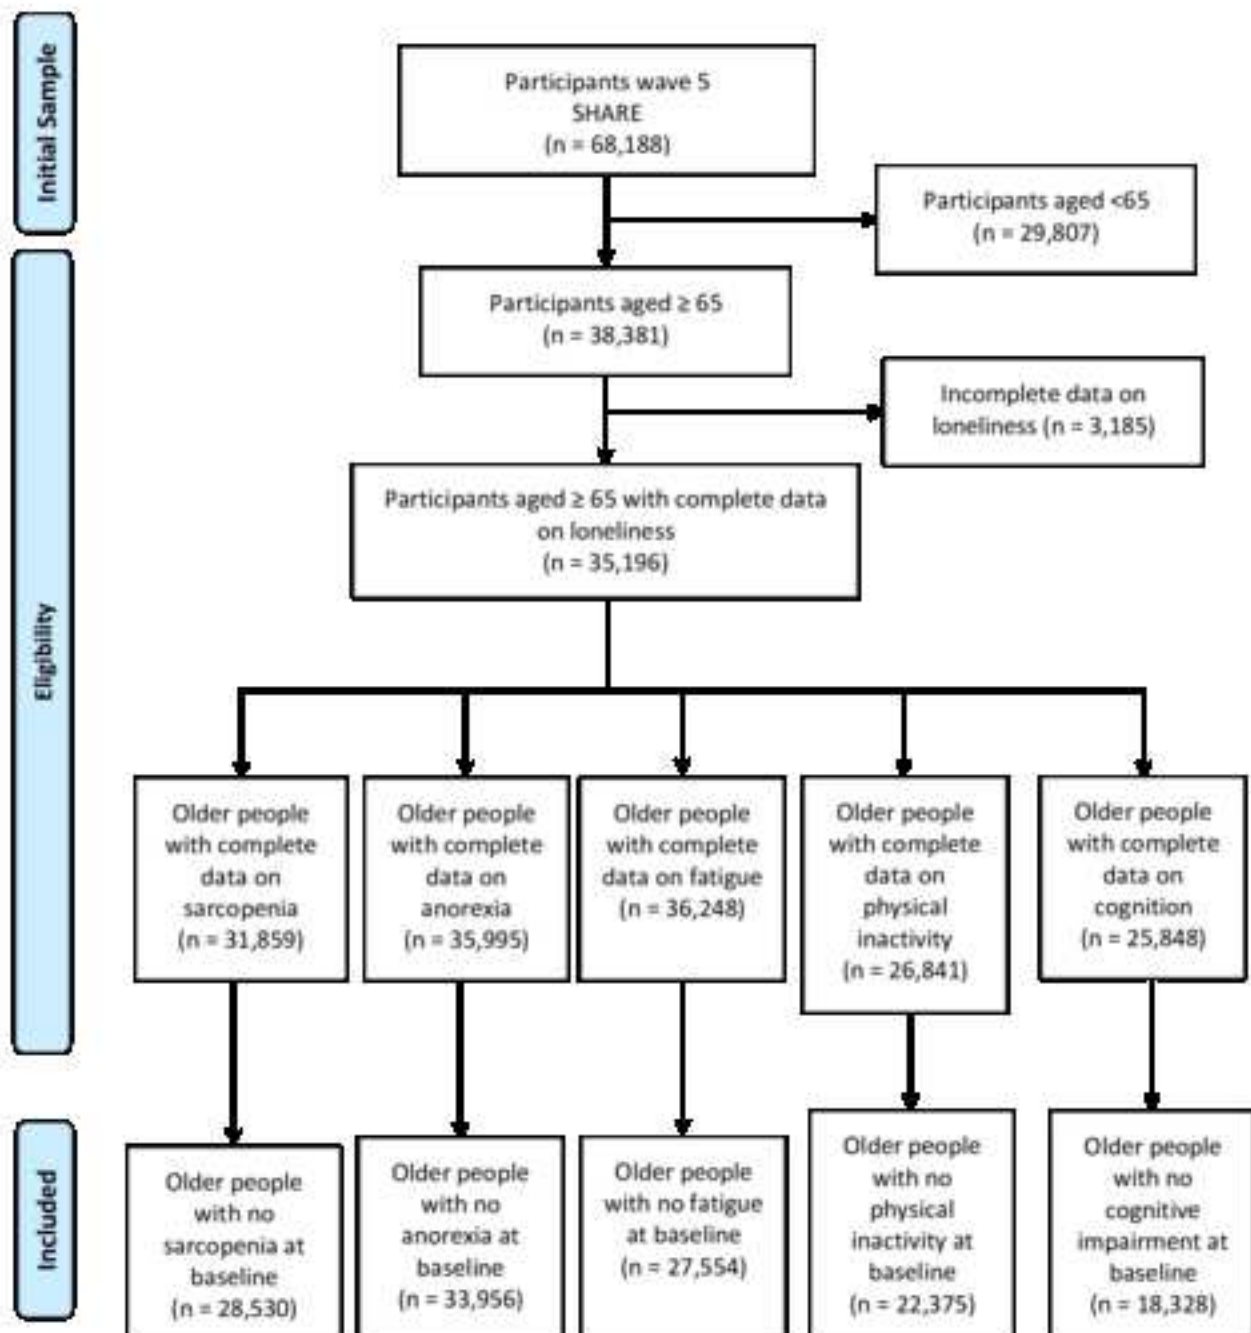 Initial Sample
Participants wave 5
SHARE
(n = 68,188)
Participants aged <65
(n = 29,807)
Eligibility
Participants aged ≥ 65
(n = 38,381)
Incomplete data on
loneliness (n = 3,185)
Participants aged ≥ 65 with complete data
on loneliness
(n = 35,196)
Older people
with complete
data on
sarcopenia
(n = 31,859)
Older people
with complete
data on
anorexia
(n = 35,995)
Older people
with complete
data on fatigue
(n = 36,248)
Older people
with complete
data on
physical
inactivity
(n = 26,841)
Older people
with complete
data on
cognition
(n = 25,848)
Included
Older people
with no
sarcopenia at
baseline
(n = 28,530)
Older people
with no
anorexia at
baseline
(n = 33,956)
Older people
with no fatigue
at baseline
(n = 27,554)
Older people
with no
physical
inactivity at
baseline
(n = 22,375)
Older people
with no
cognitive
impairment at
baseline
(n = 18,328)